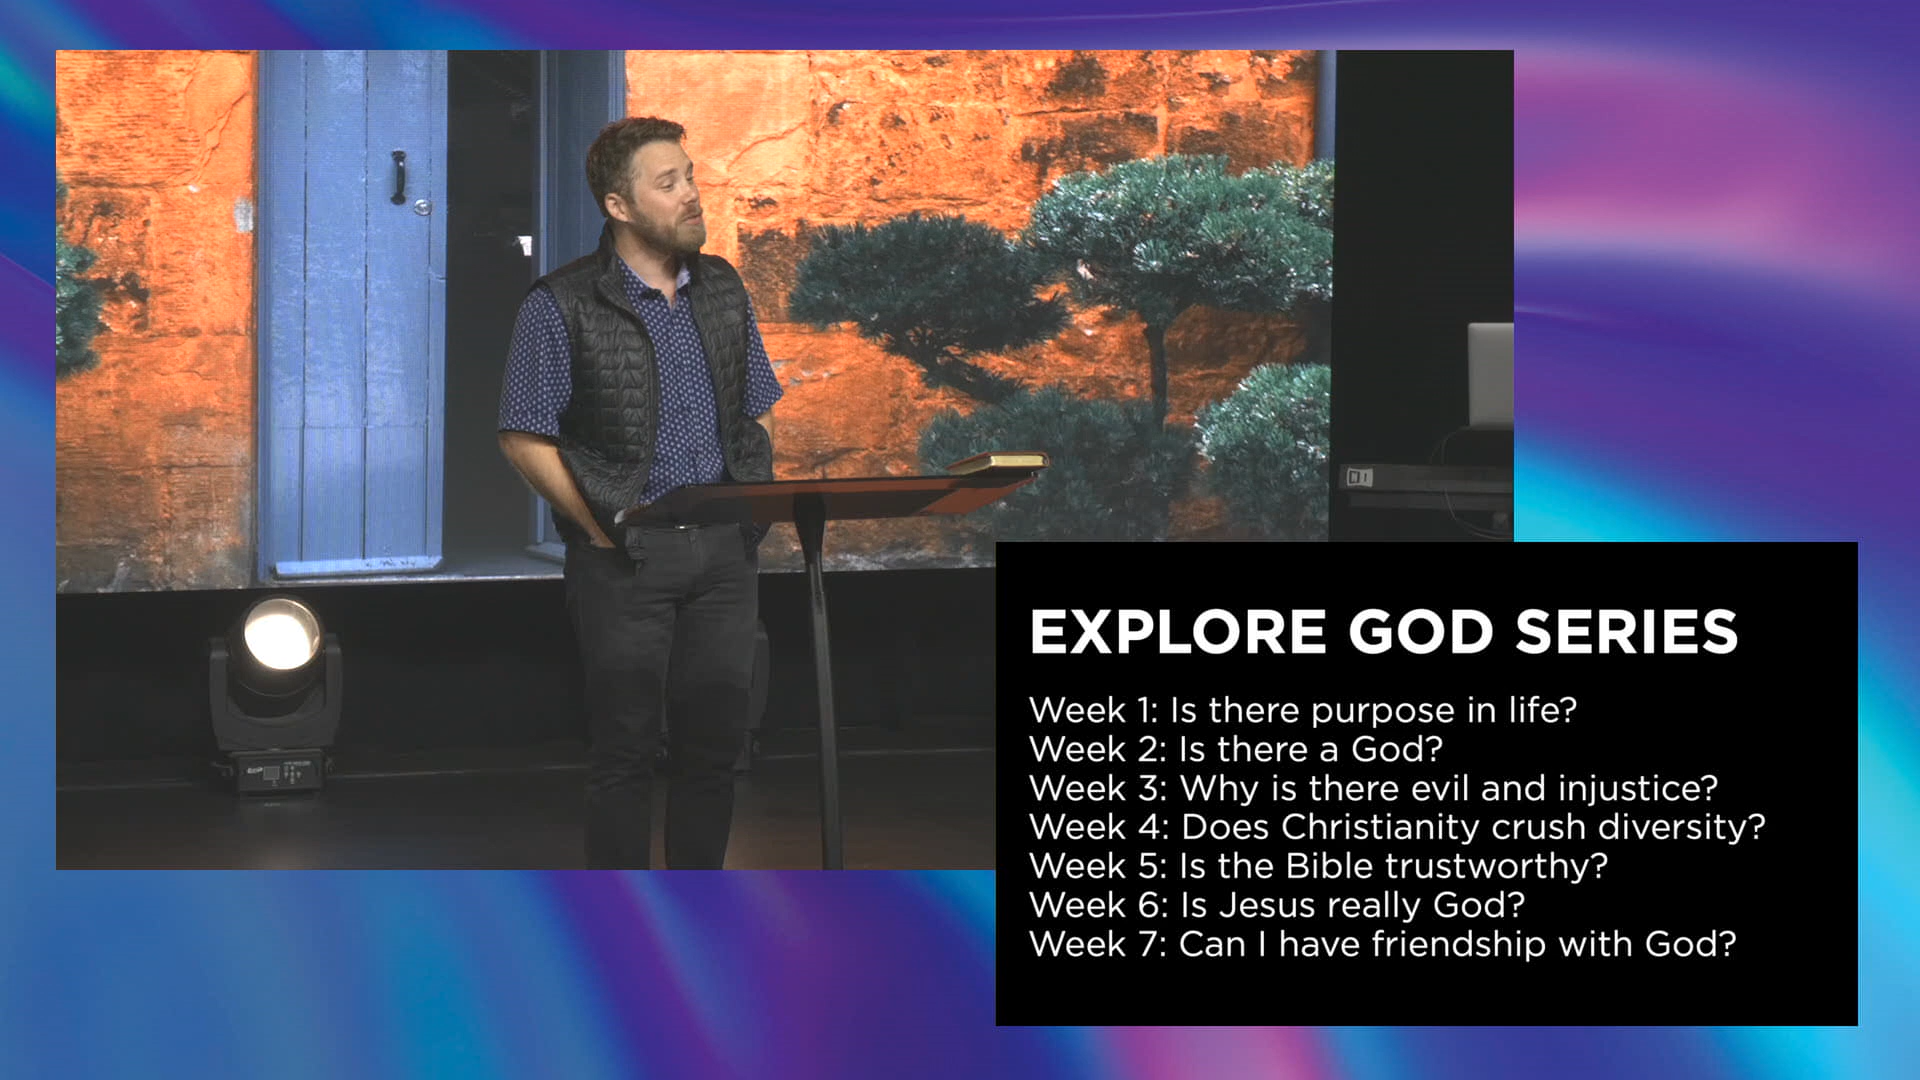 EXPLORE GOD SERIES
Week 1: Is there purpose in life?
Week 2: Is there a God?
Week 3: Why is there evil and injustice?
Week 4: Does Christianity crush diversity?
Week 5: Is the Bible trustworthy?
Week 6: Is Jesus really God?
Week 7: Can I have friendship with God?